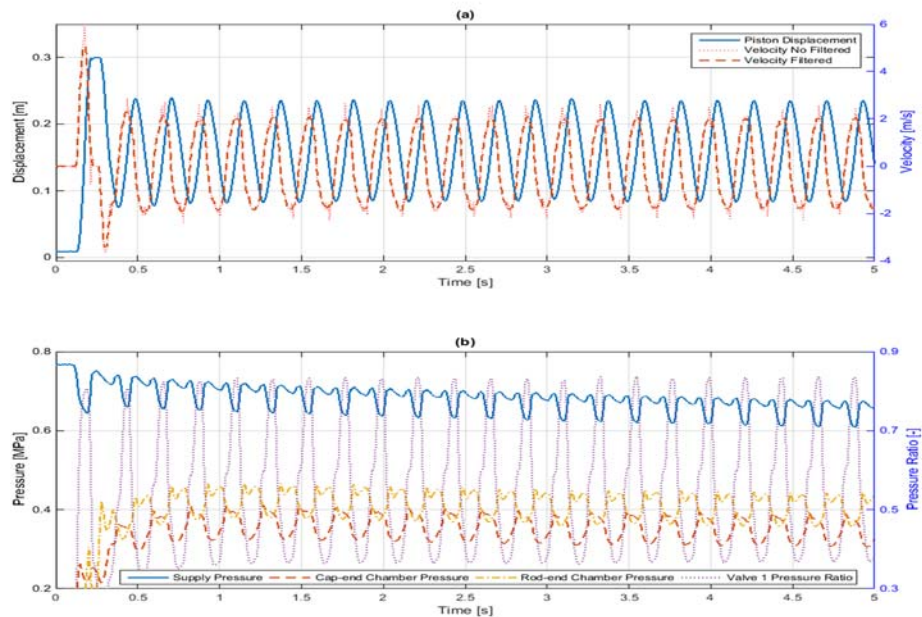 (a)
6
0.3
Piston Displacement
Velocity No Filtered
Velocity Filtered
4
0.2
2
Displacement [m]
Velocity [m/s]
0
0.1
-2
0
-4
0 0.5 1 1.5 2 2.5 3 3.5 4 4.5 5
Time [s]
(b)
0.8 0.9
0.6 0.7
Pressure [MPa]
Pressure Ratio [-]
0.4 0.5
Supply Pressure Cap-end Chamber Pressure Rod-end Chamber Pressure Valve 1 Pressure Ratio
0.2 0.3
0 0.5 1 1.5 2 2.5 3 3.5 4 4.5 5
Time [s]